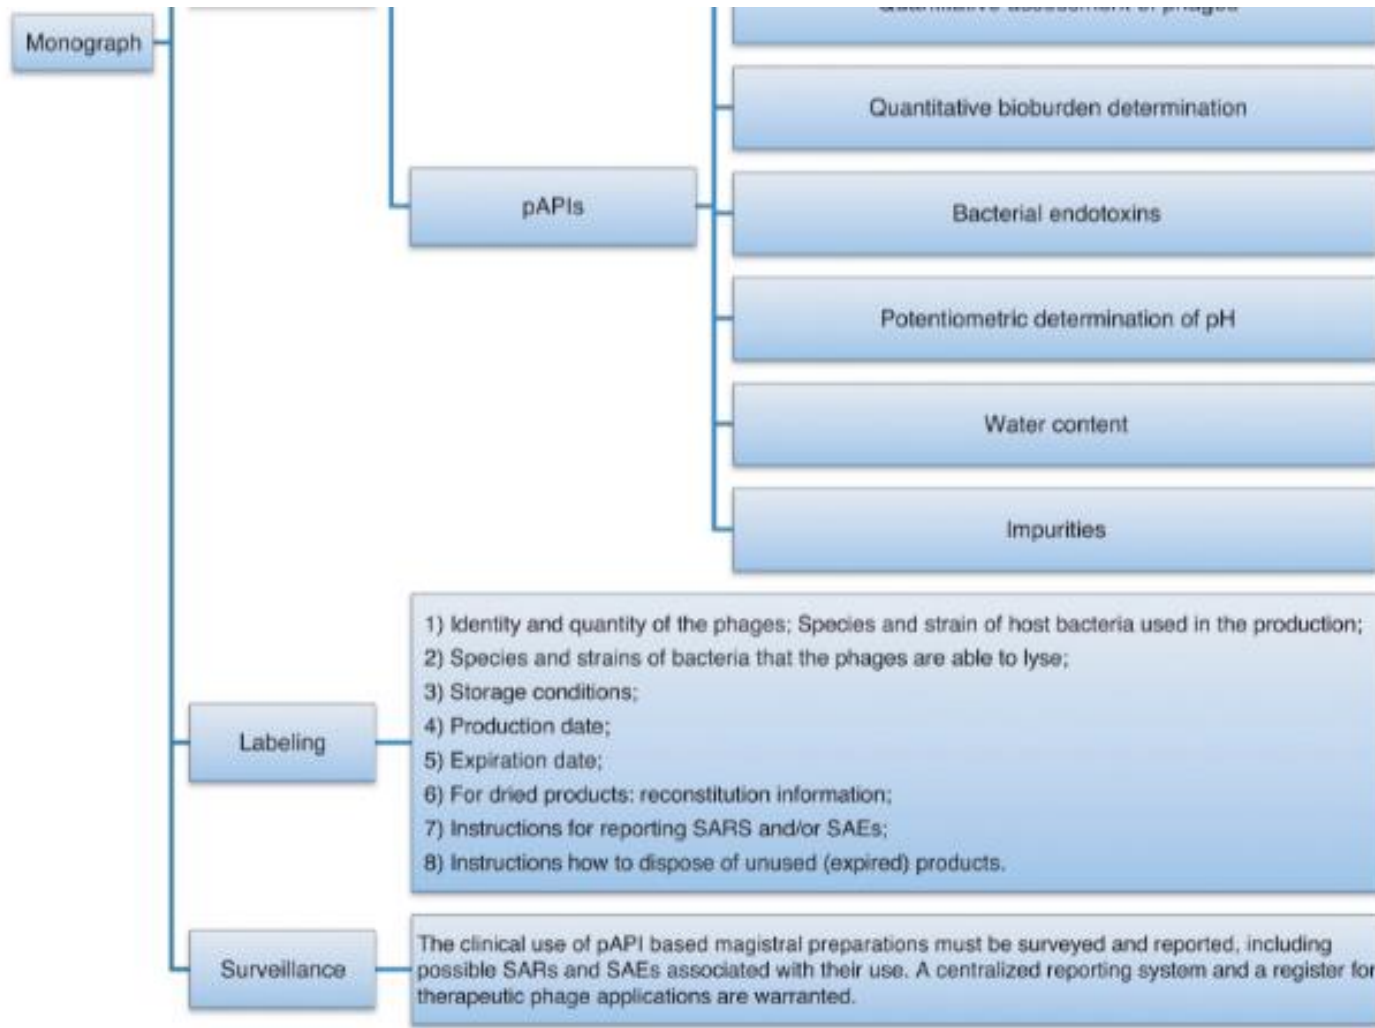 Quantitative assessment of phages
Monograph
Quantitative bioburden determination
pAPIs
Bacterial endotoxins
Potentiometric determination of pH
Water content
Impurities
1) Identity and quantity of the phages; Species and strain of host bacteria used in the production;
2) Species and strains of bacteria that the phages are able to lyse;
3) Storage conditions;
4) Production date;
Labeling
5) Expiration date;
6) For dried products: reconstitution information;
7) Instructions for reporting SARS and/or SAEs;
8) Instructions how to dispose of unused (expired) products.
Surveillance
The clinical use of pAPI based magistral preparations must be surveyed and reported, including
possible SARs and SAEs associated with their use. A centralized reporting system and a register for
therapeutic phage applications are warranted.